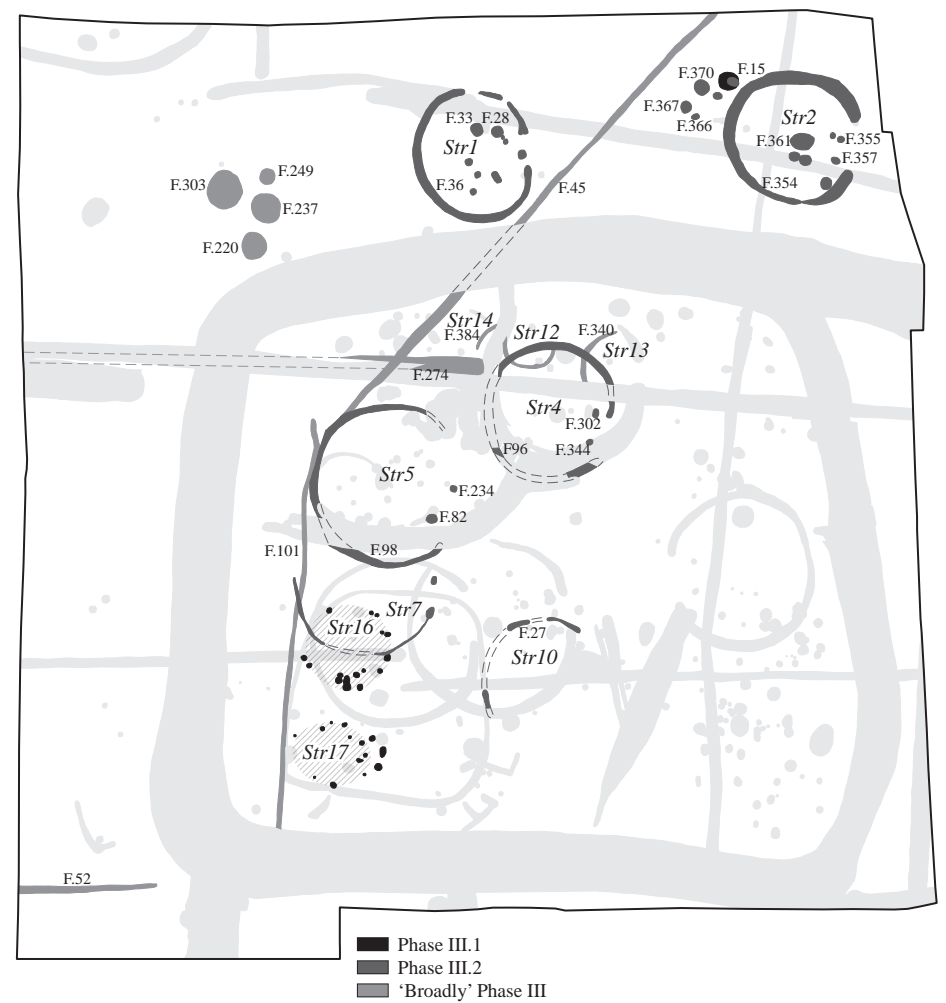 F.370
F.15
F.367
F.366
Str2
F.361
F.355
F.357
F.354
F.33
F.28
Str1
F.36
F.45
F.303
F.249
F.237
F.220
Str14
F.384
Str12
F.340
Str13
F.274
Str4
F.302
F96
F.344
Str5
F.234
F.82
F.101
F.98
Str7
Str16
F.27
Str10
Str17
F.52
Phase III.1
Phase III.2
‘Broadly’ Phase III